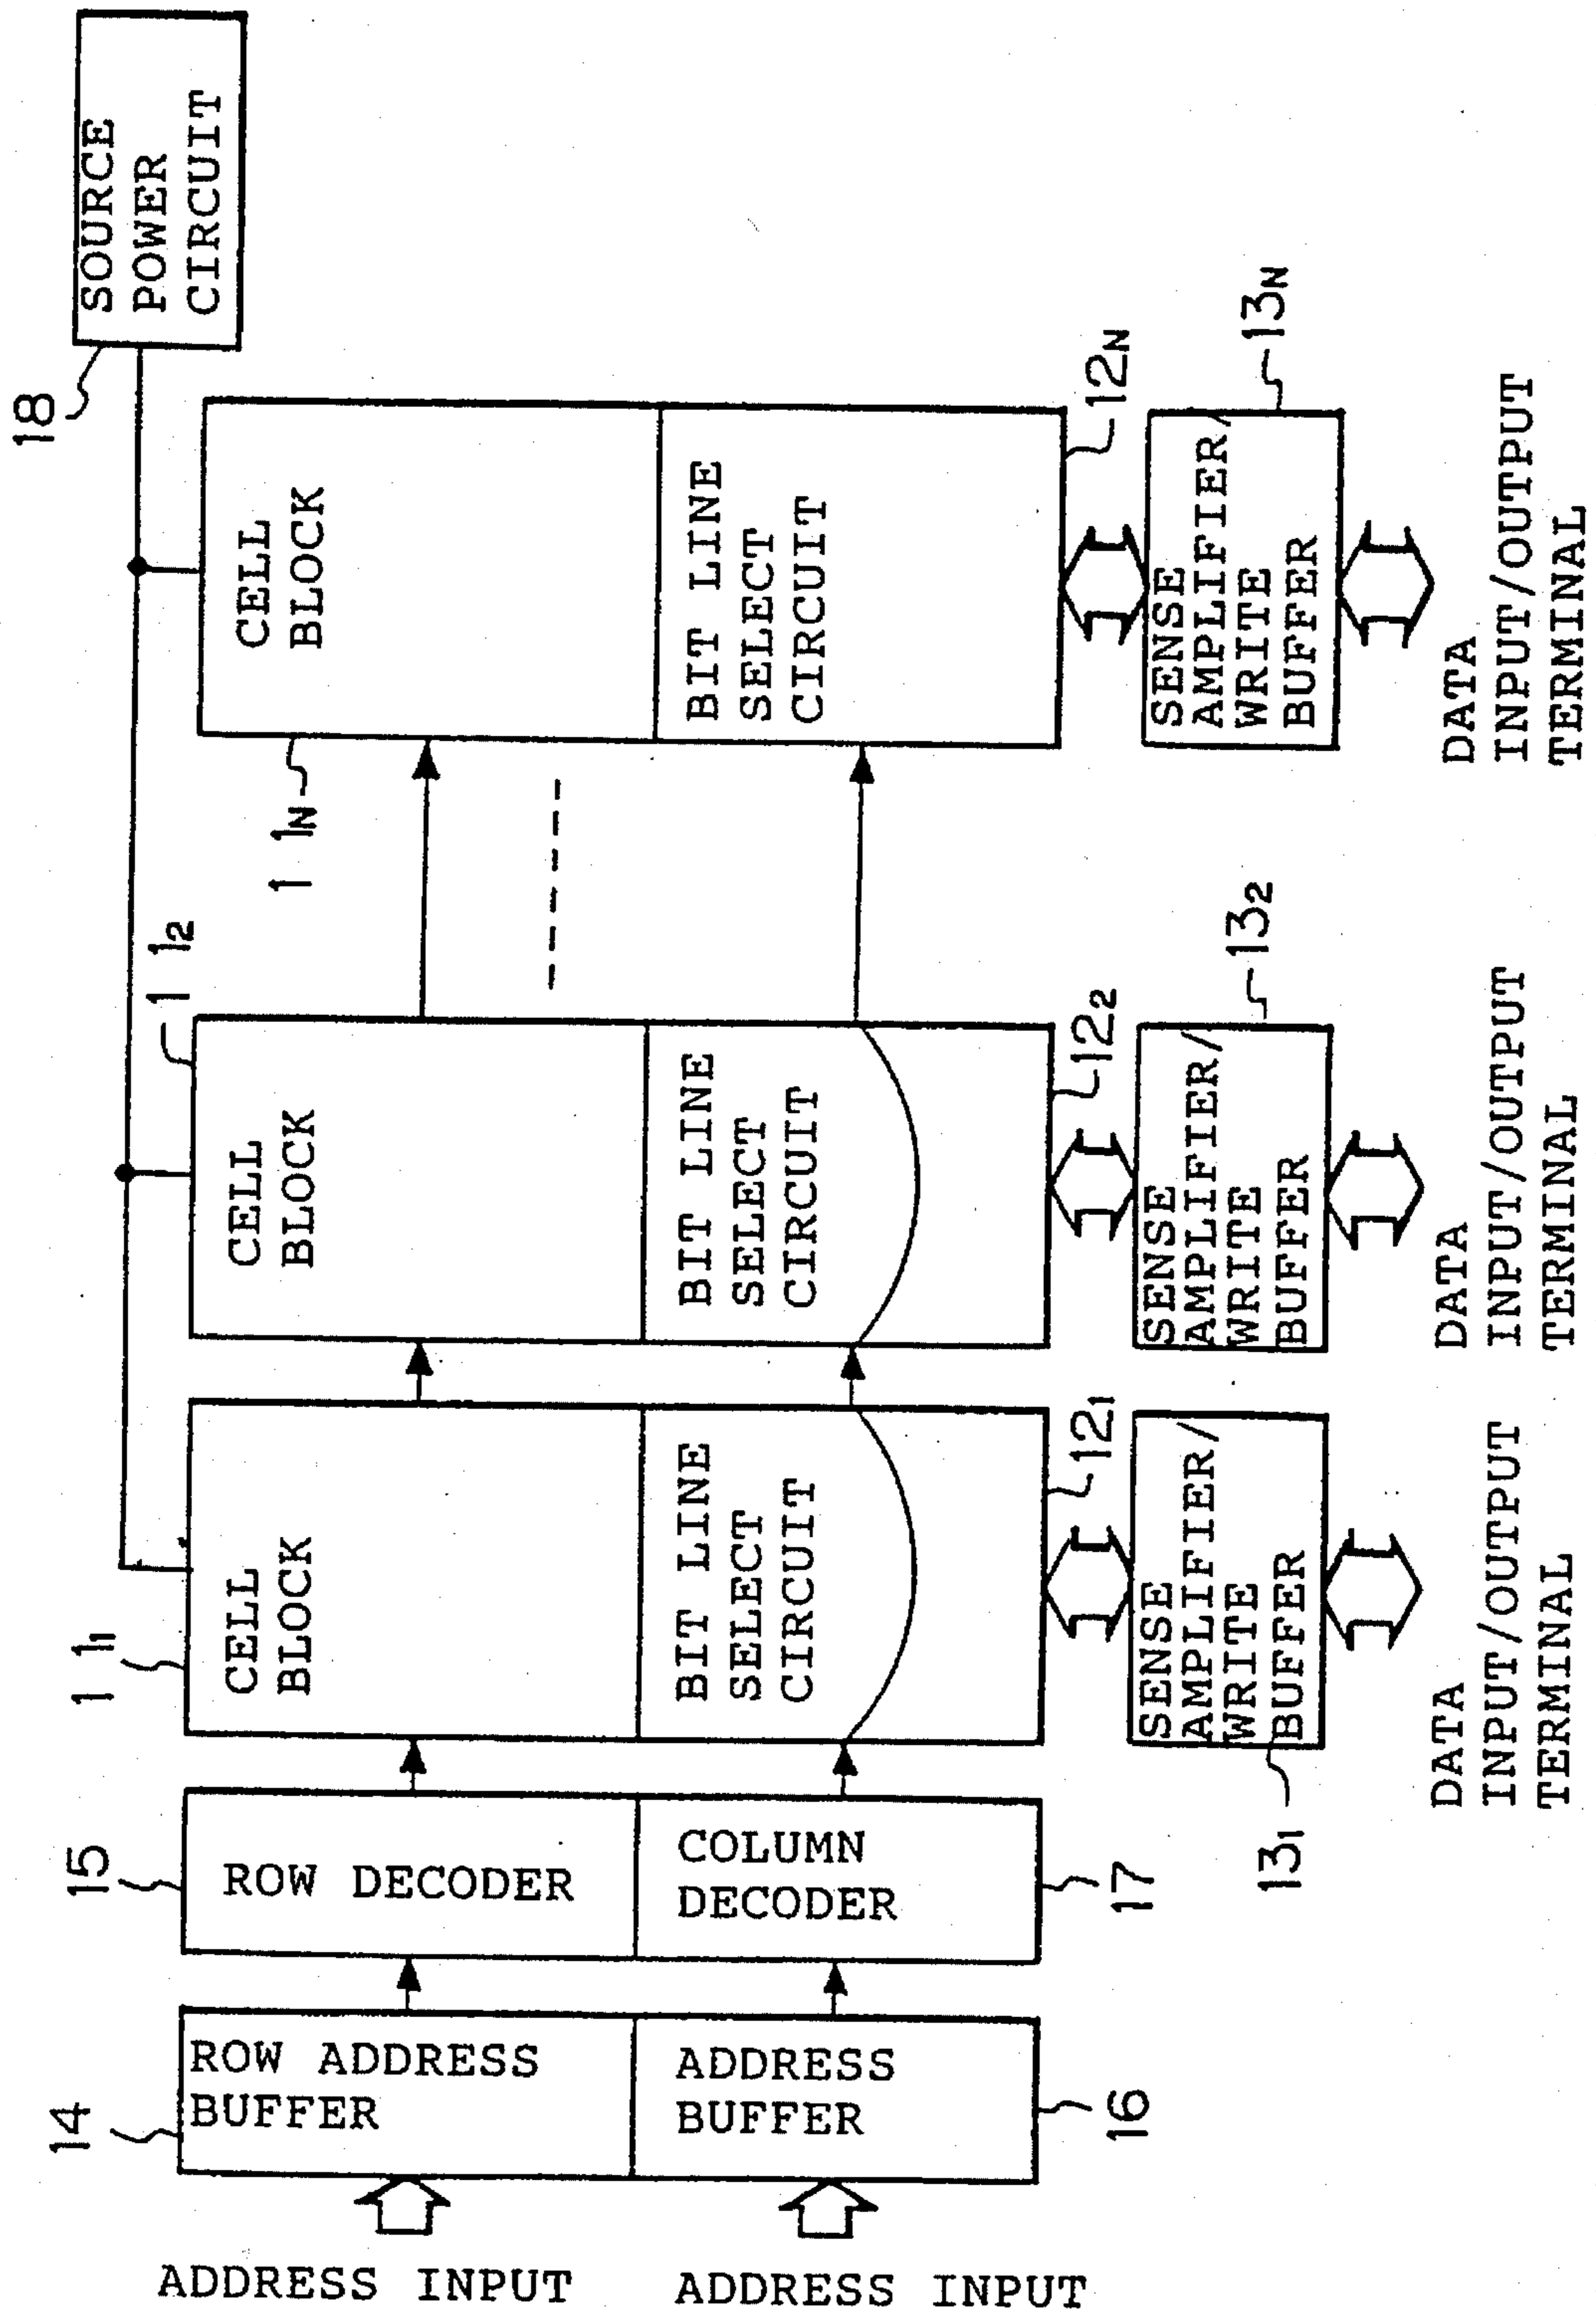 18
SOURCE
POWER
CIRCUIT
14
ROW ADDRESS
BUFFER
15
ROW DECODER
11₁
CELL
BLOCK
11₂
CELL
BLOCK
11N
CELL
BLOCK
ADDRESS INPUT
ADDRESS INPUT
ADDRESS
BUFFER
16
COLUMN
DECODER
17
BIT LINE
SELECT
CIRCUIT
12₁
BIT LINE
SELECT
CIRCUIT
12₂
BIT LINE
SELECT
CIRCUIT
12N
13₁
SENSE
AMPLIFIER/
WRITE
BUFFER
13₂
SENSE
AMPLIFIER/
WRITE
BUFFER
13N
SENSE
AMPLIFIER/
WRITE
BUFFER
DATA
INPUT/OUTPUT
TERMINAL
DATA
INPUT/OUTPUT
TERMINAL
DATA
INPUT/OUTPUT
TERMINAL